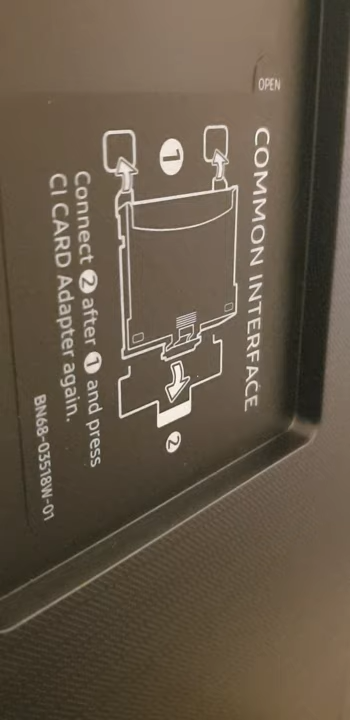 OPEN
COMMON INTERFACE
1
2
Connect 2 after 1 and press
CI CARD Adapter again.
BN68-03518W-01